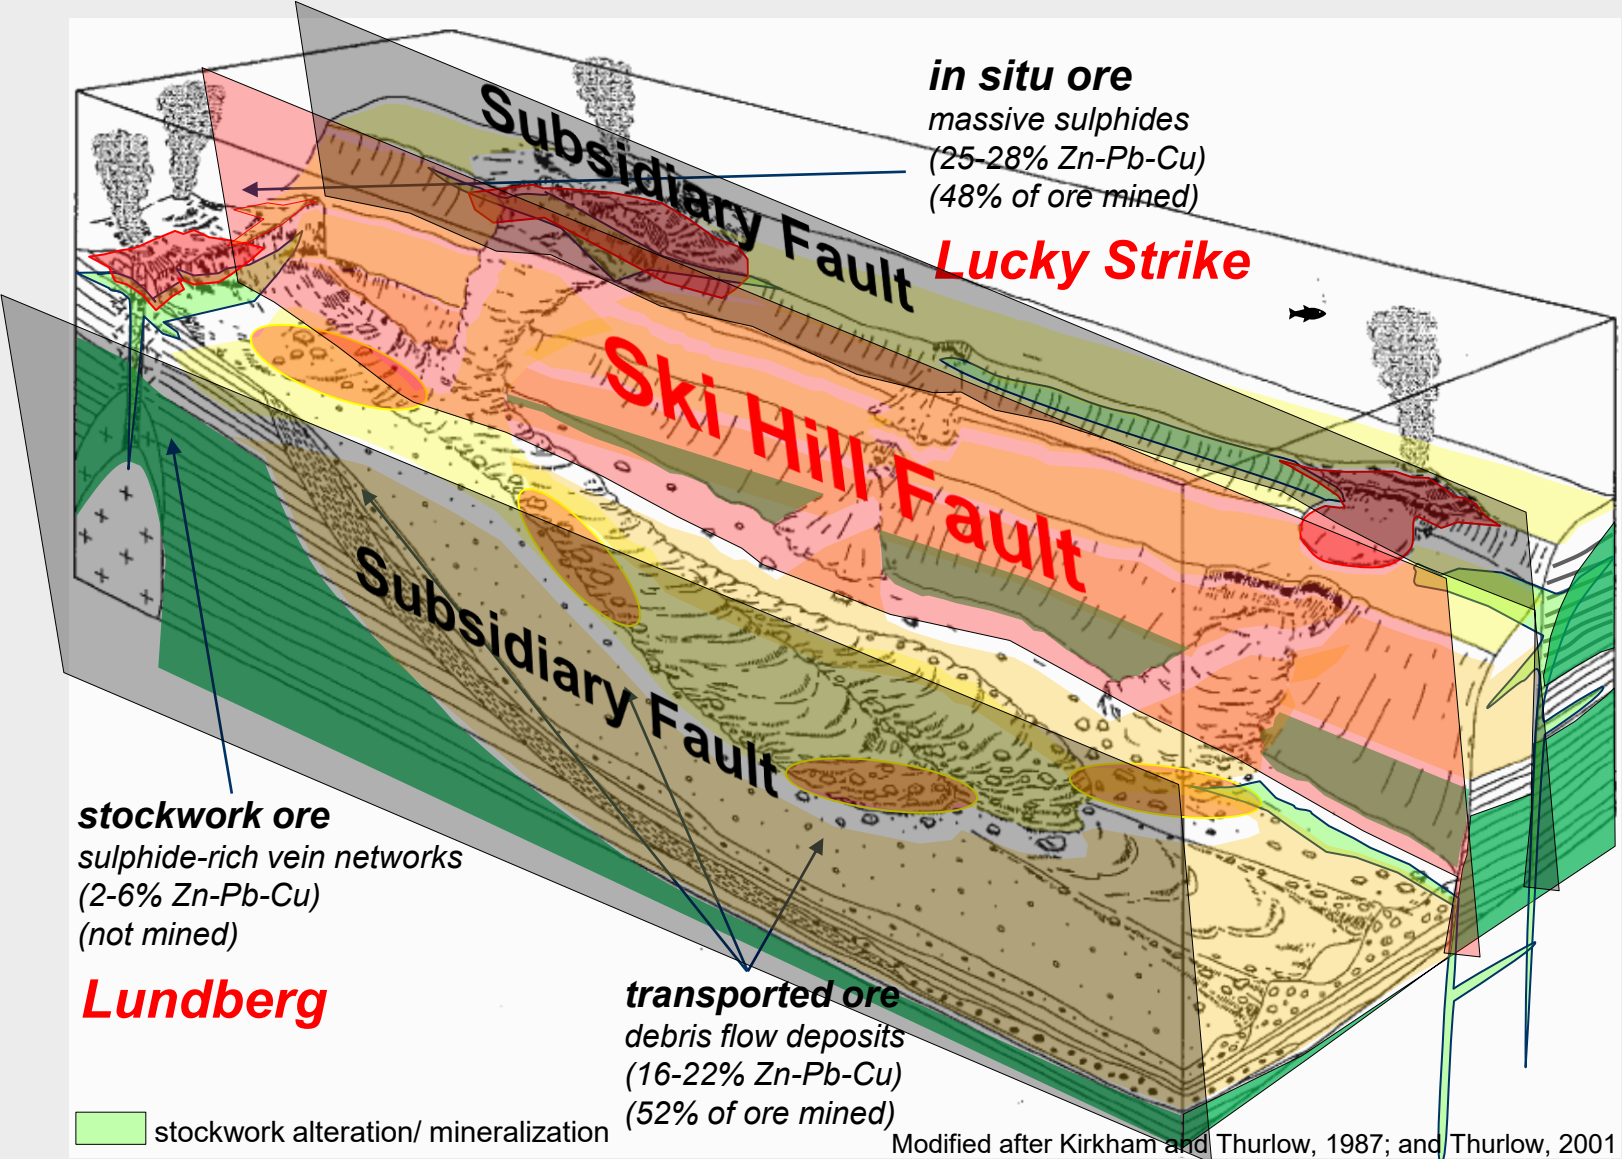 in situ ore
massive sulphides
(25-28% Zn-Pb-Cu)
(48% of ore mined)
Lucky Strike
Subsidiary Fault
Ski Hill Fault
Subsidiary Fault
stockwork ore
sulphide-rich vein networks
(2-6% Zn-Pb-Cu)
(not mined)
Lundberg
transported ore
debris flow deposits
(16-22% Zn-Pb-Cu)
(52% of ore mined)
stockwork alteration/ mineralization
Modified after Kirkham and Thurlow, 1987; and Thurlow, 2001